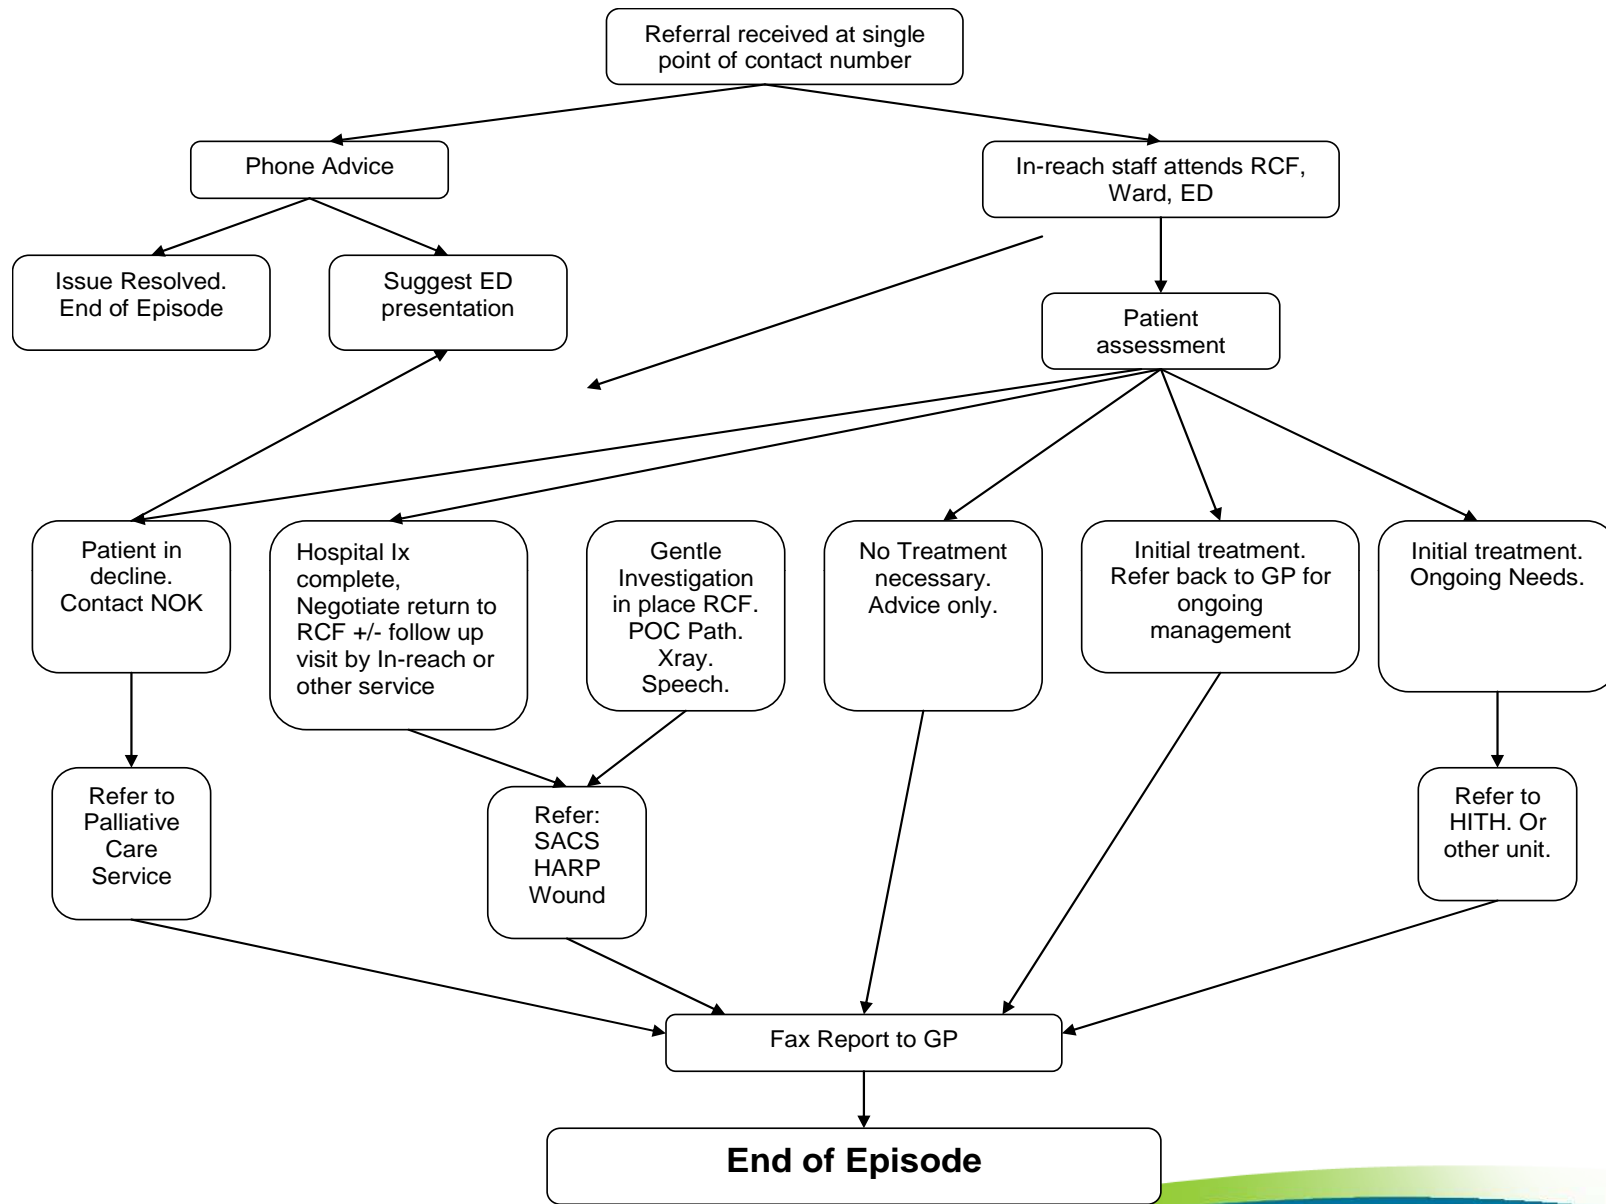 Referral received at single
point of contact number
Phone Advice
In-reach staff attends RCF,
Ward, ED
Issue Resolved.
End of Episode
Suggest ED
presentation
Patient
assessment
Patient in
decline.
Contact NOK
Hospital Ix
complete,
Negotiate return to
RCF +/- follow up
visit by In-reach or
other service
Gentle
Investigation
in place RCF.
POC Path.
Xray.
Speech.
No Treatment
necessary.
Advice only.
Initial treatment.
Refer back to GP for
ongoing
management
Initial treatment.
Ongoing Needs.
Refer to
Palliative
Care
Service
Refer:
SACS
HARP
Wound
Refer to
HITH. Or
other unit.
Fax Report to GP
End of Episode